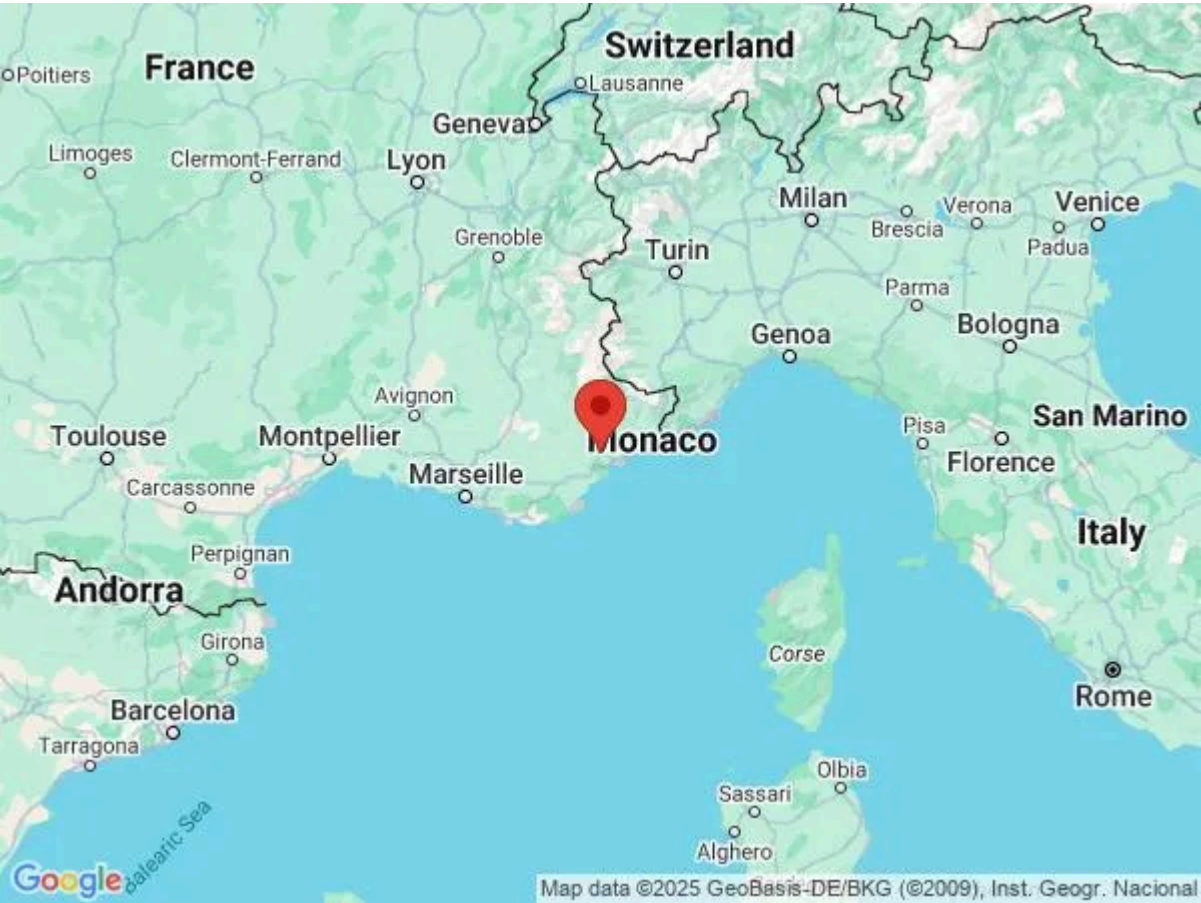 Switzerland
France
Poitiers
Lausanne
Geneva
Limoges
Clermont-Ferrand
Lyon
Milan
Verona
Venice
Brescia
Padua
Grenoble
Turin
Parma
Genoa
Bologna
Avignon
San Marino
Toulouse
Montpellier
Monaco
Pisa
Florence
Marseille
Carcassonne
Italy
Perpignan
Andorra
Girona
Corse
Rome
Barcelona
Tarragona
Olbia
Sassari
Alghero
Balearic Sea
Google
Map data ©2025 GeoBasis-DE/BKG (©2009), Inst. Geogr. Nacional